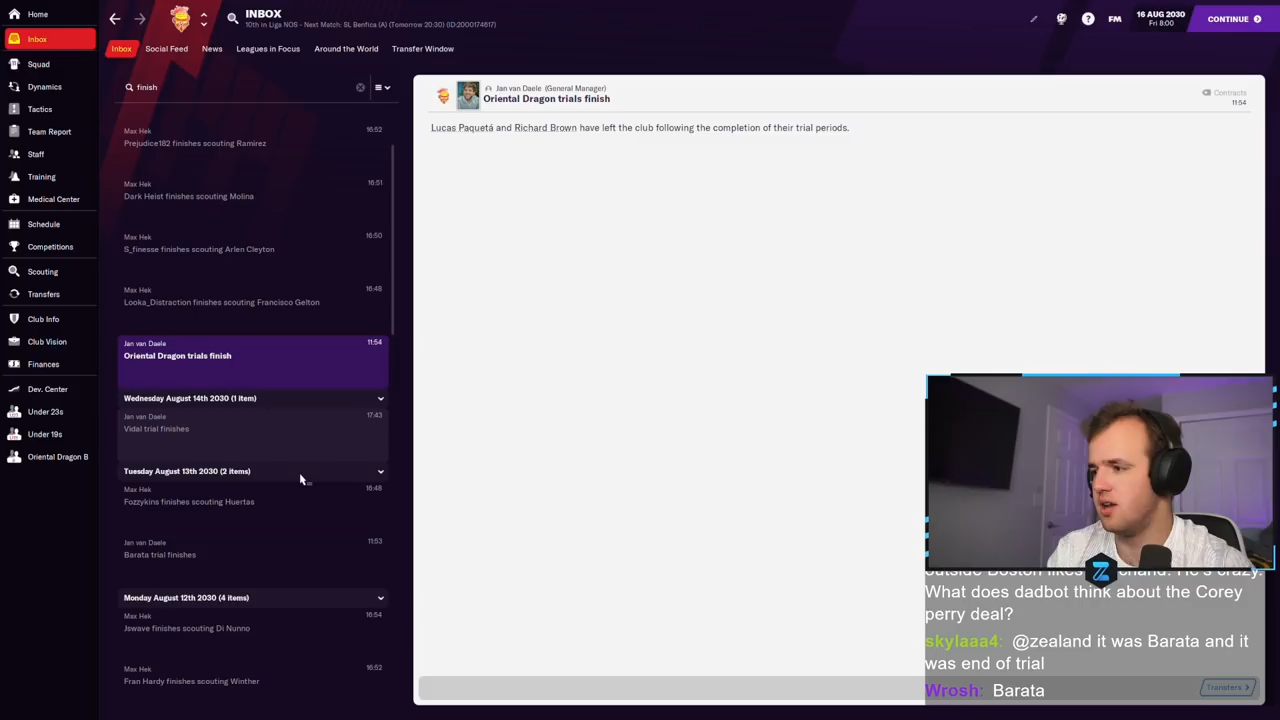 Home
Inbox
Squad
Dynamics
Tactics
Team Report
Staff
Training
Medical Center
Schedule
Competitions
Scouting
Transfers
Club Info
Club Vision
Finances
Dev. Center
Under 23s
Under 19s
Oriental Dragon B
INBOX
10th in Liga NOS - Next Match: SL Benfica (A) (Tomorrow 20:30) (ID:2000174617)
FM
16 AUG 2030
Fri 8:00
CONTINUE
Inbox Social Feed News Leagues in Focus Around the World Transfer Window
finish
Max Hek 16:52
Prejudice182 finishes scouting Ramirez
Max Hek 16:51
Dark Heist finishes scouting Molina
Max Hek 16:50
S_finesse finishes scouting Arlen Cleyton
Max Hek 16:48
Looka_Distraction finishes scouting Francisco Gelton
Jan van Daele 11:54
Oriental Dragon trials finish
Wednesday August 14th 2030 (1 item)
Jan van Daele 17:43
Vidal trial finishes
Tuesday August 13th 2030 (2 items)
Max Hek 16:48
Fozzykins finishes scouting Huertas
Jan van Daele 11:53
Barata trial finishes
Monday August 12th 2030 (4 items)
Max Hek 16:54
Jswave finishes scouting Di Nunno
Max Hek 16:52
Fran Hardy finishes scouting Winther
Jan van Daele (General Manager)
Oriental Dragon trials finish
Contracts
11:54
Lucas Paquetá and Richard Brown have left the club following the completion of their trial periods.
What does dadbot think about the Corey
perry deal?
skylaaa4: @zealand it was Barata and it
was end of trial
Wrosh: Barata
Transfers